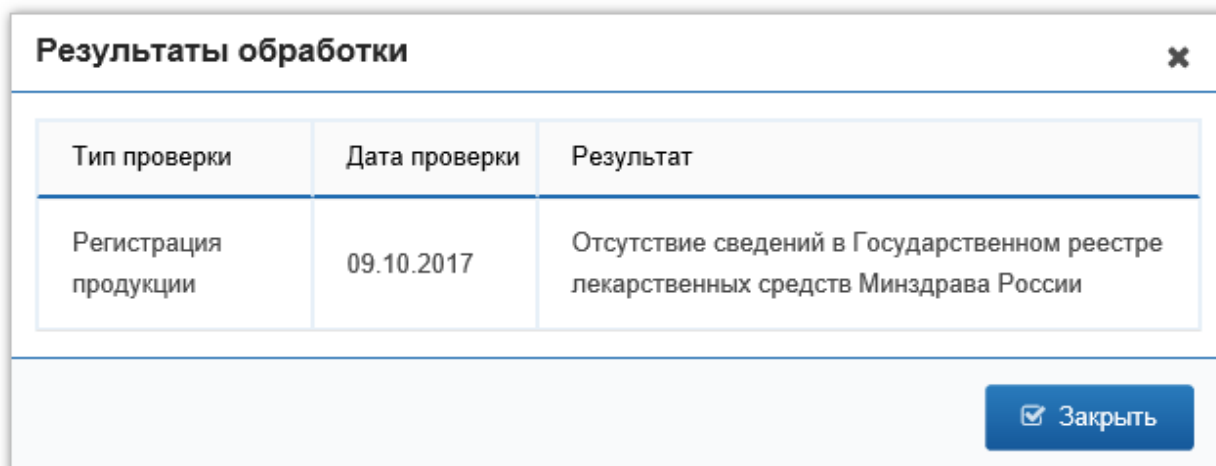 Результаты обработки
Тип проверки Дата проверки Результат
Регистрация продукции 09.10.2017 Отсутствие сведений в Государственном реестре
лекарственных средств Минздрава России
Закрыть